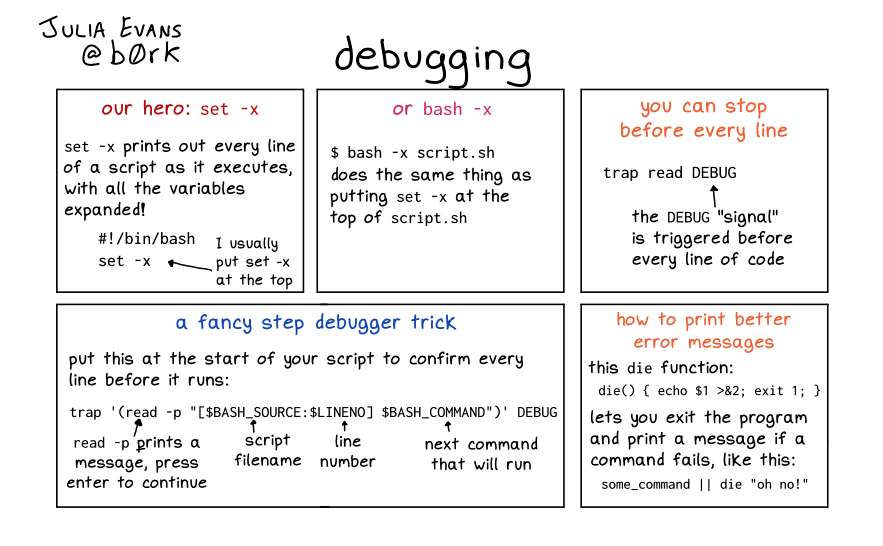 JULIA EVANS
@b0rk
debugging
our hero: set -x
set -x prints out every line
of a script as it executes,
with all the variables
expanded!
#!/bin/bash
set -x
I usually
put set -x
at the top
or bash -x
$ bash -x script.sh
does the same thing as
putting set -x at the
top of script.sh
you can stop
before every line
trap read DEBUG
the DEBUG "signal"
is triggered before
every line of code
a fancy step debugger trick
put this at the start of your script to confirm every
line before it runs:
trap '(read -p "[$BASH_SOURCE:$LINENO] $BASH_COMMAND")' DEBUG
read -p prints a
message, press
enter to continue
script
filename
line
number
next command
that will run
how to print better
error messages
this die function:
die() { echo $1 >&2; exit 1; }
lets you exit the program
and print a message if a
command fails, like this:
some_command || die "oh no!"